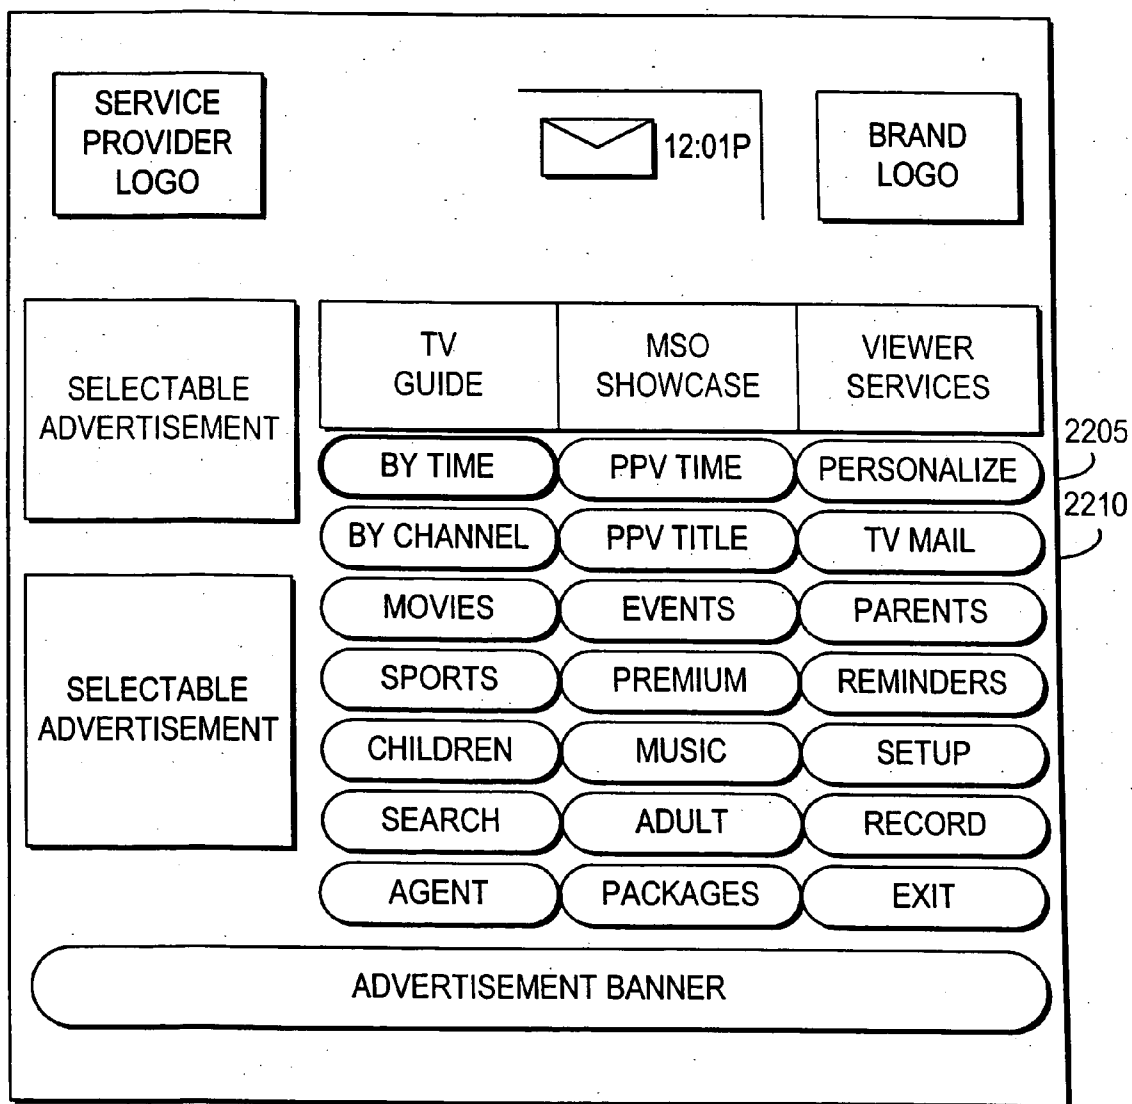 SERVICE
PROVIDER
LOGO
12:01P
BRAND
LOGO
SELECTABLE
ADVERTISEMENT
TV
GUIDE
MSO
SHOWCASE
VIEWER
SERVICES
BY TIME
PPV TIME
PERSONALIZE
2205
BY CHANNEL
PPV TITLE
TV MAIL
2210
MOVIES
EVENTS
PARENTS
SELECTABLE
ADVERTISEMENT
SPORTS
PREMIUM
REMINDERS
CHILDREN
MUSIC
SETUP
SEARCH
ADULT
RECORD
AGENT
PACKAGES
EXIT
ADVERTISEMENT BANNER